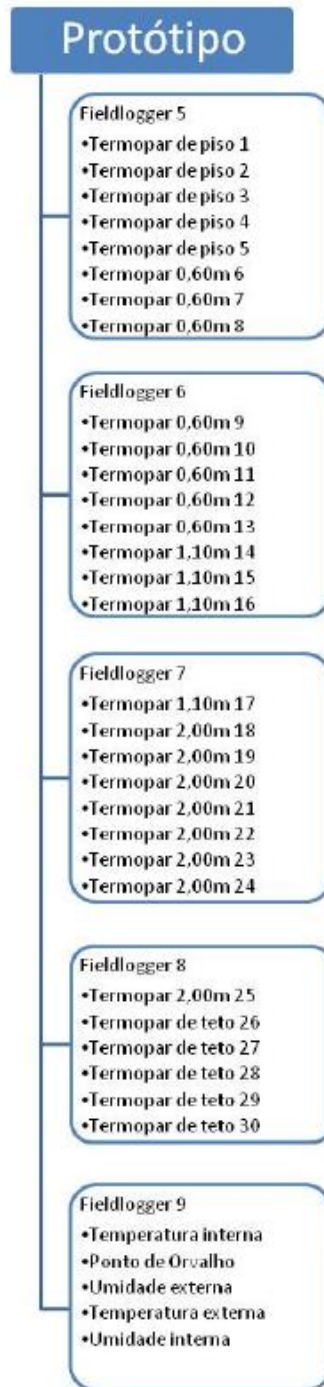 Protótipo
Fieldlogger 5
•Termopar de piso 1
•Termopar de piso 2
•Termopar de piso 3
•Termopar de piso 4
•Termopar de piso 5
•Termopar 0,60m 6
•Termopar 0,60m 7
•Termopar 0,60m 8
Fieldlogger 6
•Termopar 0,60m 9
•Termopar 0,60m 10
•Termopar 0,60m 11
•Termopar 0,60m 12
•Termopar 0,60m 13
•Termopar 1,10m 14
•Termopar 1,10m 15
•Termopar 1,10m 16
Fieldlogger 7
•Termopar 1,10m 17
•Termopar 2,00m 18
•Termopar 2,00m 19
•Termopar 2,00m 20
•Termopar 2,00m 21
•Termopar 2,00m 22
•Termopar 2,00m 23
•Termopar 2,00m 24
Fieldlogger 8
•Termopar 2,00m 25
•Termopar de teto 26
•Termopar de teto 27
•Termopar de teto 28
•Termopar de teto 29
•Termopar de teto 30
Fieldlogger 9
•Temperatura interna
•Ponto de Orvalho
•Umidade externa
•Temperatura externa
•Umidade interna